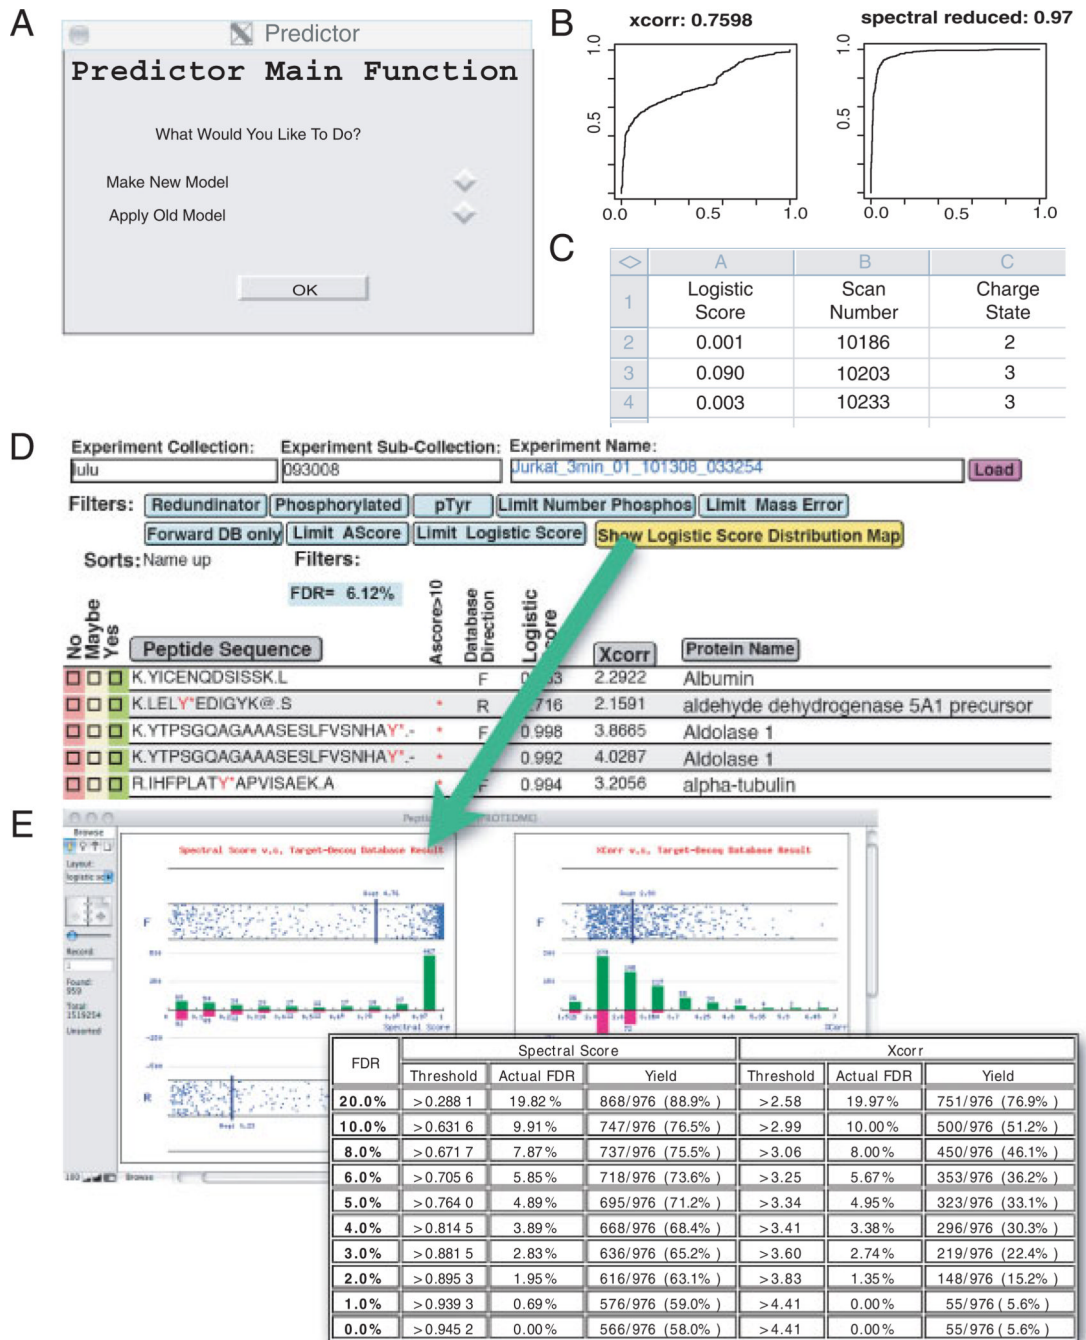 A
Predictor
Predictor Main Function
What Would You Like To Do?
Make New Model
Apply Old Model
OK
B
xcorr: 0.7598
spectral reduced: 0.97
1.0
0.5
0.0 0.5 1.0
1.0
0.5
0.0 0.5 1.0
C
A B C
1 Logistic Score Scan Number Charge State
2 0.001 10186 2
3 0.090 10203 3
4 0.003 10233 3
D
Experiment Collection: Experiment Sub-Collection: Experiment Name:
lulu 093008 Jurkat_3min_01_101308_033254 Load
Filters: Redundinator Phosphorylated pTyr Limit Number Phosphos Limit Mass Error
Forward DB only Limit AScore Limit Logistic Score Show Logistic Score Distribution Map
Sorts: Name up Filters:
FDR= 6.12%
No Maybe Yes Peptide Sequence Ascore>10 Database Direction Logistic Xcorr Protein Name
K.YICENQDSISSK.L F 2.2922 Albumin
K.LELY*EDIGYK@.S * R .716 2.1591 aldehyde dehydrogenase 5A1 precursor
K.YTPSGQAGAAASESLFVSNHAY*.- * F 0.998 3.8665 Aldolase 1
K.YTPSGQAGAAASESLFVSNHAY*.- * 0.992 4.0287 Aldolase 1
R.IHFPLATY*APVISAEK.A * F 0.994 3.2056 alpha-tubulin
E
Browse
Layout:
Record:
1
Found:
959
Total:
1519254
Unsorted
100 Browse
Spectral Score v.s. Target-Decoy Database Result
F
Spectral Score
R
XCorr v.s. Target-Decoy Database Result
F
XCorr
FDR Spectral Score Xcorr
Threshold Actual FDR Yield Threshold Actual FDR Yield
20.0% >0.288 1 19.82% 868/976 (88.9% ) >2.58 19.97% 751/976 (76.9% )
10.0% >0.631 6 9.91% 747/976 (76.5% ) >2.99 10.00% 500/976 (51.2% )
8.0% >0.671 7 7.87% 737/976 (75.5% ) >3.06 8.00% 450/976 (46.1% )
6.0% >0.705 6 5.85% 718/976 (73.6% ) >3.25 5.67% 353/976 (36.2% )
5.0% >0.764 0 4.89% 695/976 (71.2% ) >3.34 4.95% 323/976 (33.1% )
4.0% >0.814 5 3.89% 668/976 (68.4% ) >3.41 3.38% 296/976 (30.3% )
3.0% >0.881 5 2.83% 636/976 (65.2% ) >3.60 2.74% 219/976 (22.4% )
2.0% >0.895 3 1.95% 616/976 (63.1% ) >3.83 1.35% 148/976 (15.2% )
1.0% >0.939 3 0.69% 576/976 (59.0% ) >4.41 0.00% 55/976 ( 5.6% )
0.0% >0.945 2 0.00% 566/976 (58.0% ) >4.41 0.00% 55/976 ( 5.6% )